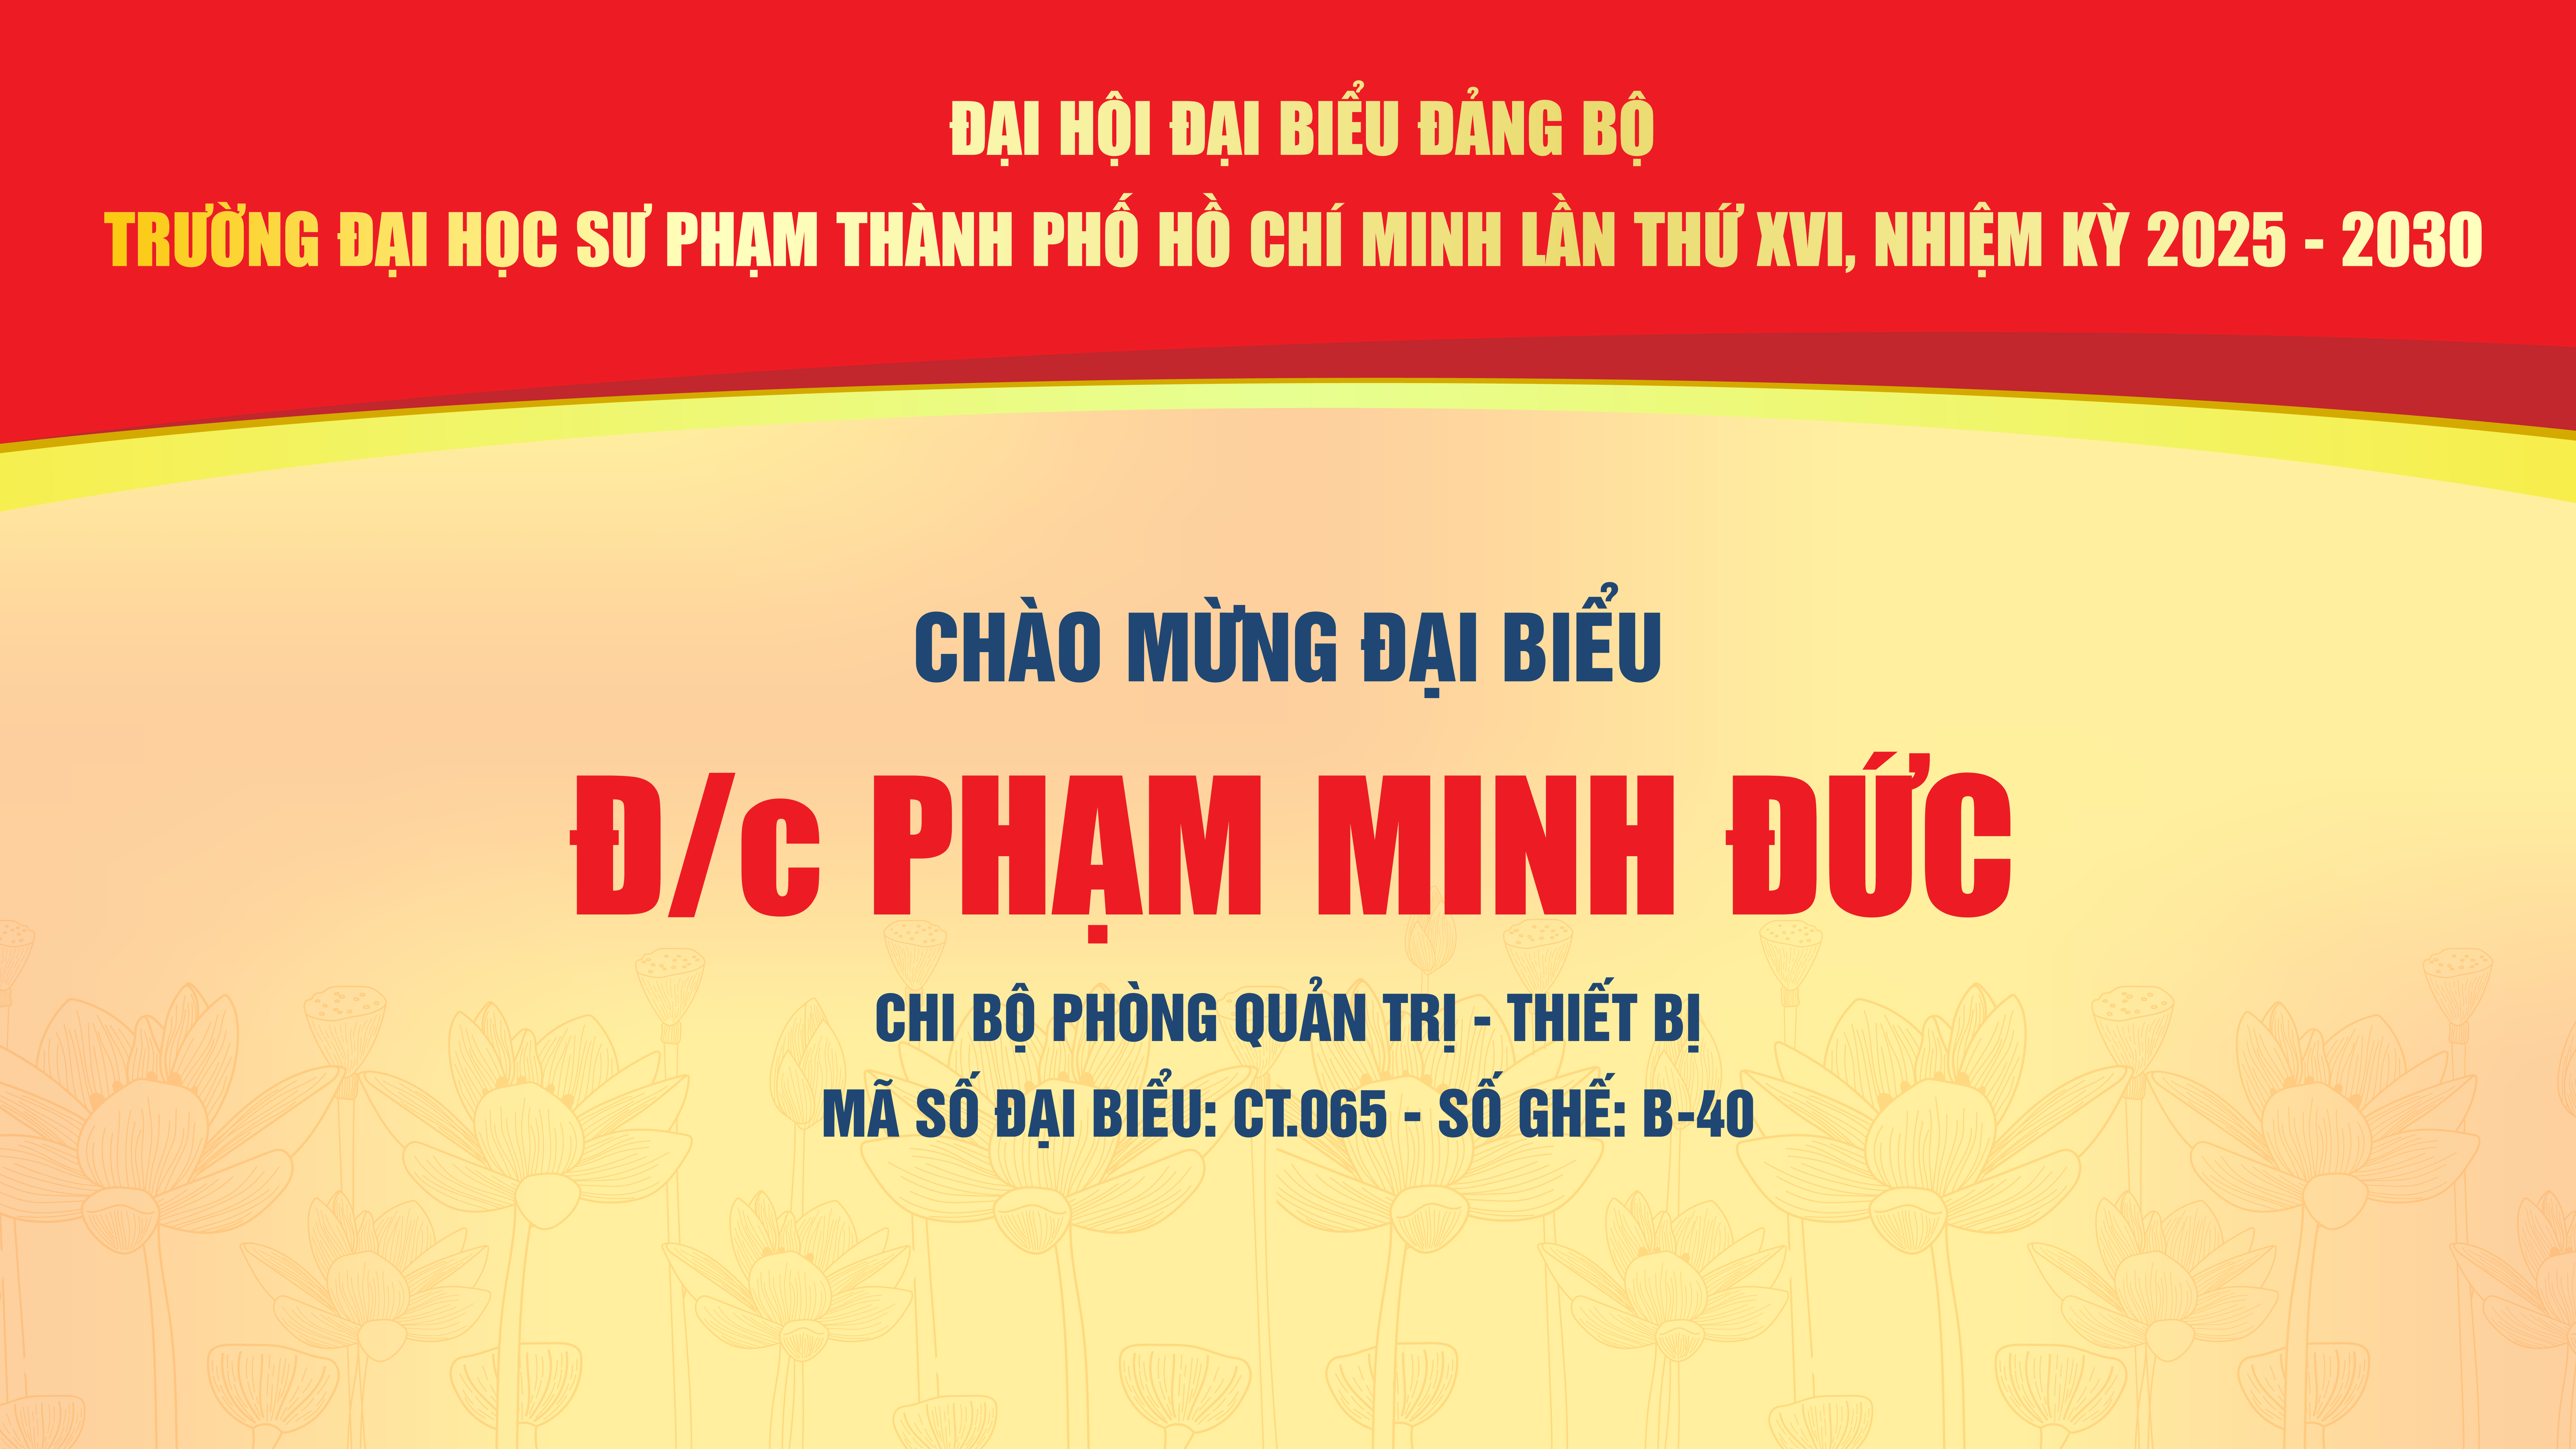 ĐẠI HỘI ĐẠI BIỂU ĐẢNG BỘ
TRƯỜNG ĐẠI HỌC SƯ PHẠM THÀNH PHỐ HỒ CHÍ MINH LẦN THỨ XVI, NHIỆM KỲ 2025 - 2030
CHÀO MỪNG ĐẠI BIỂU
Đ/c PHẠM MINH ĐỨC
CHI BỘ PHÒNG QUẢN TRỊ - THIẾT BỊ
MÃ SỐ ĐẠI BIỂU: CT.065 - SỐ GHẾ: B-40